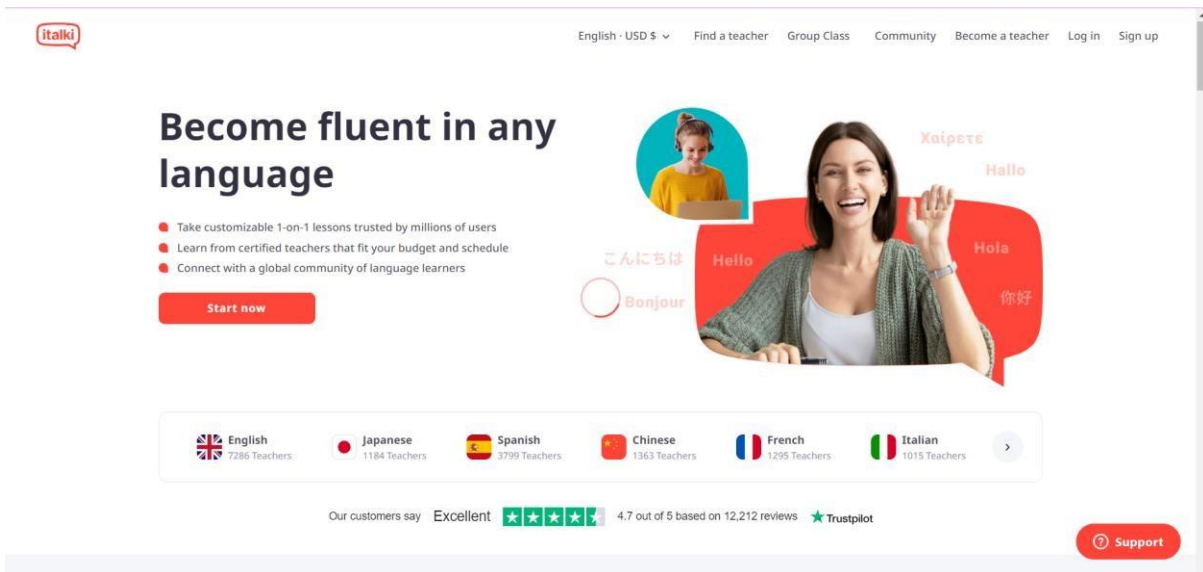 italki
English · USD $
Find a teacher
Group Class
Community
Become a teacher
Log in
Sign up
Become fluent in any
language
Take customizable 1-on-1 lessons trusted by millions of users
Learn from certified teachers that fit your budget and schedule
Connect with a global community of language learners
Start now
Χαίρετε
Hallo
こんにちは
Hello
Hola
Bonjour
你好
English
7286 Teachers
Japanese
1184 Teachers
Spanish
3799 Teachers
Chinese
1363 Teachers
French
1295 Teachers
Italian
1015 Teachers
Our customers say Excellent 4.7 out of 5 based on 12,212 reviews Trustpilot
Support